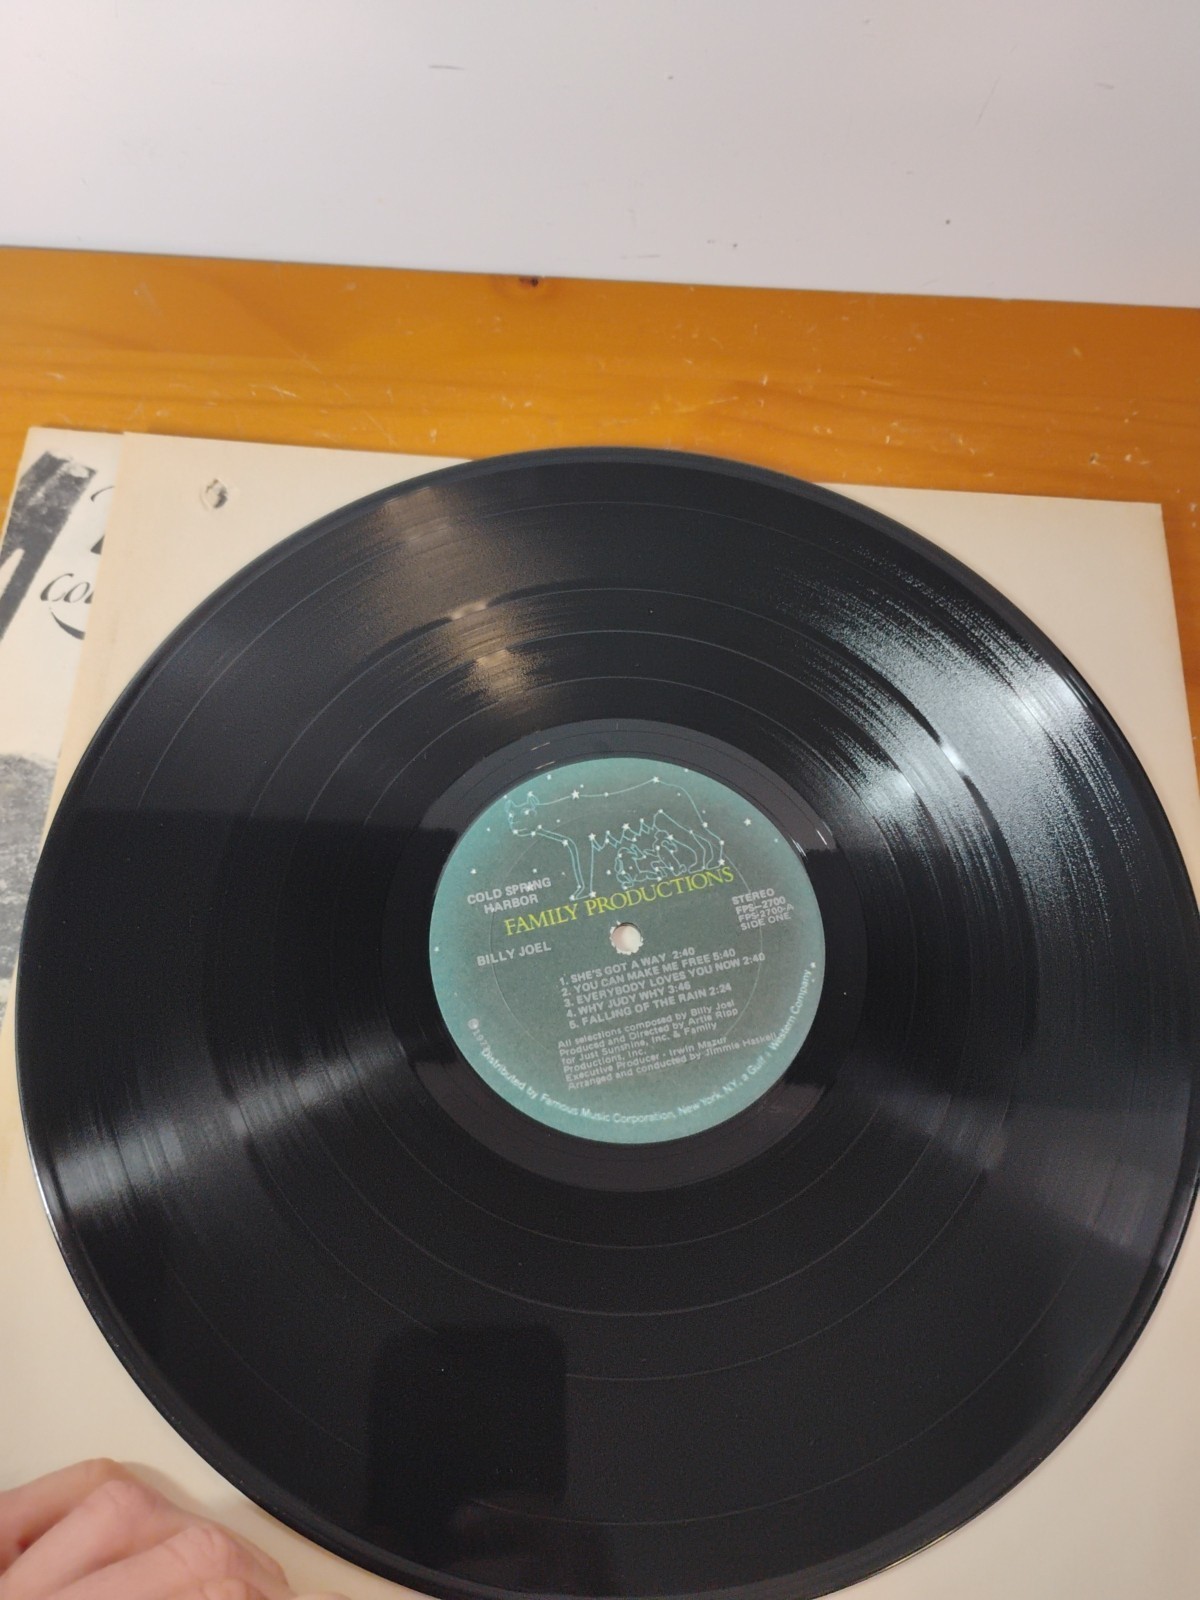 COLD SPRING
HARBOR
FAMILY PRODUCTIONS
STEREO
FPS-2700
FPS-2700-A
SIDE ONE
BILLY JOEL
1. SHE'S GOT A WAY 2:40
2. YOU CAN MAKE ME FREE 5:40
3. EVERYBODY LOVES YOU NOW 2:40
4. WHY JUDY WHY 3:46
5. FALLING OF THE RAIN 2:24
All selections composed by Billy Joel
Produced and Directed by Artie Ripp
for Just Sunshine, Inc. & Family
Productions, Inc.
Executive Producer - Irwin Mazur
Arranged and conducted by Jimmie Haskell
Distributed by Famous Music Corporation, New York, N.Y., a Gulf + Western Company